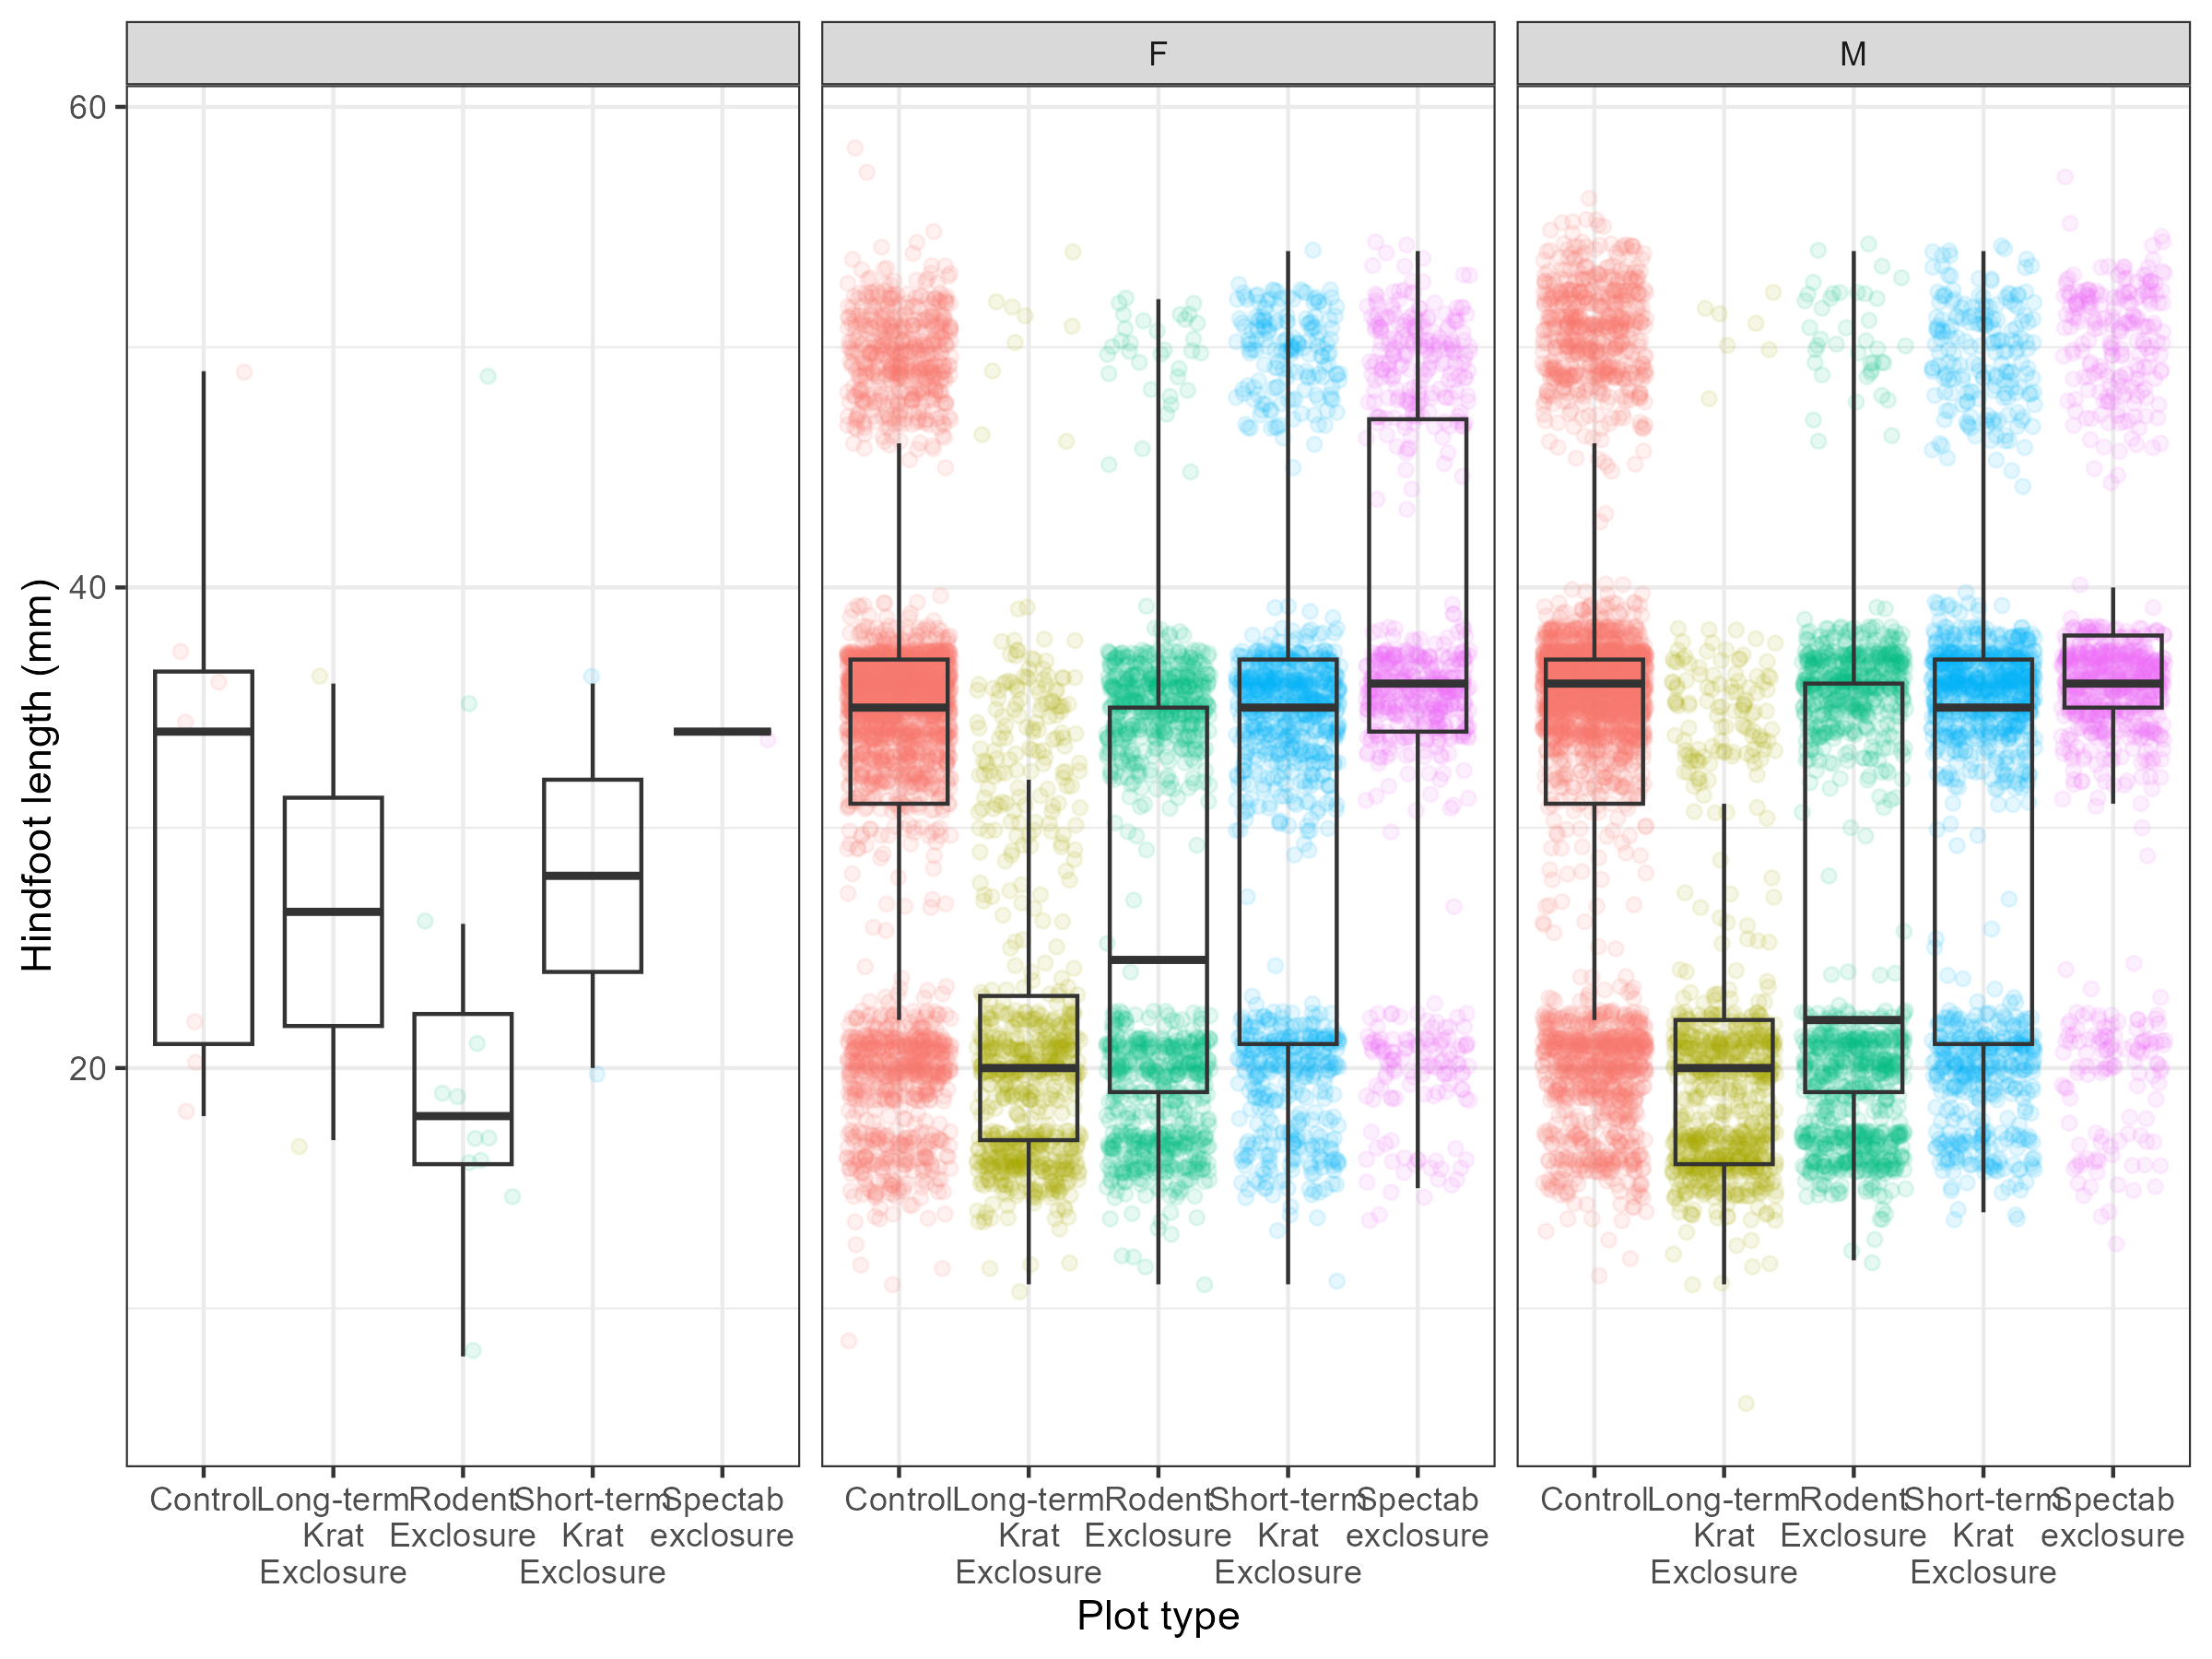 F
M
60
40
20
Hindfoot length (mm)
Control
Long-term
Krat
Exclosure
Rodent
Exclosure
Short-term
Krat
Exclosure
Spectab
exclosure
Control
Long-term
Krat
Exclosure
Rodent
Exclosure
Short-term
Krat
Exclosure
Spectab
exclosure
Control
Long-term
Krat
Exclosure
Rodent
Exclosure
Short-term
Krat
Exclosure
Spectab
exclosure
Plot type